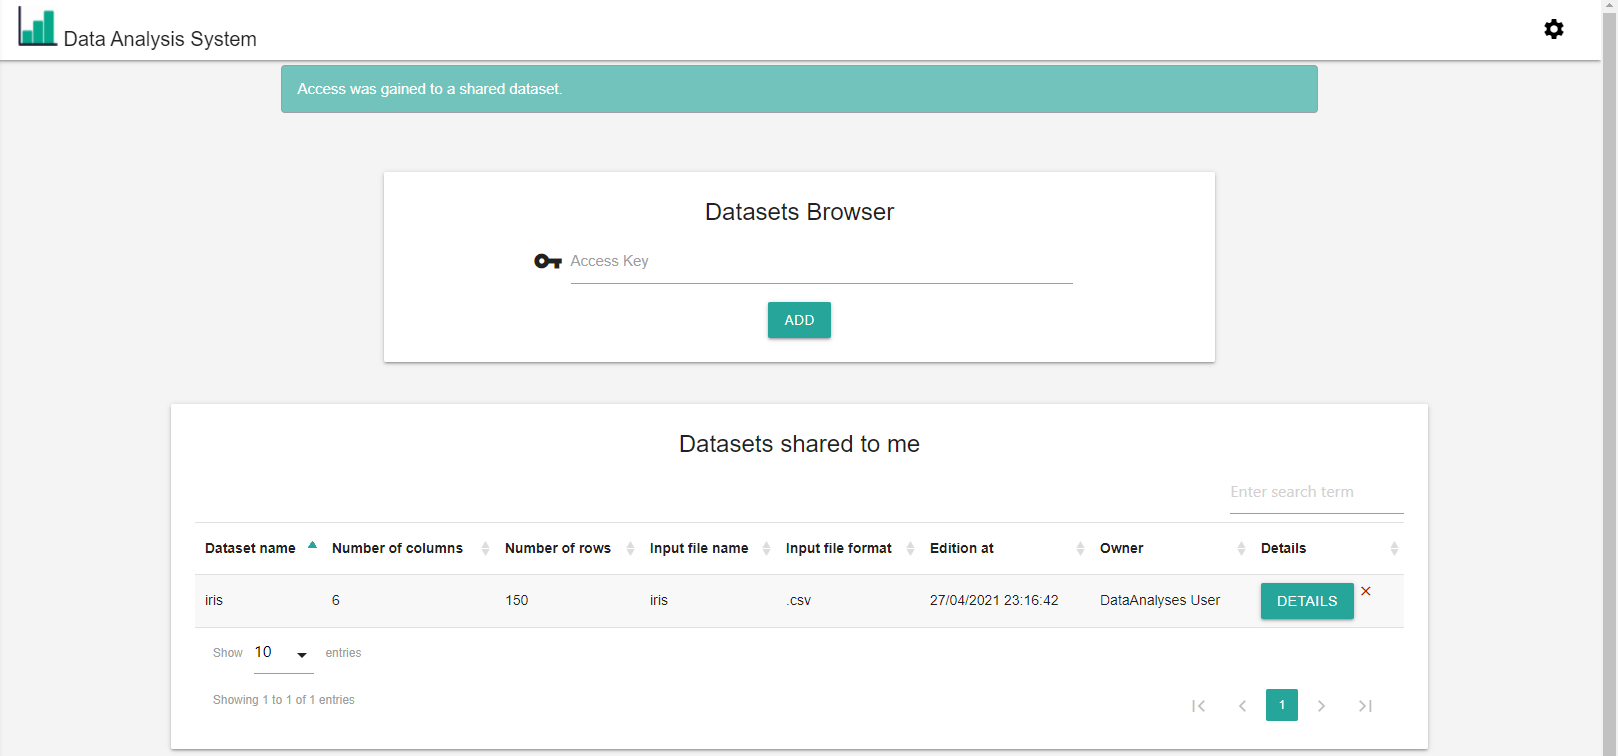 Data Analysis System
Access was gained to a shared dataset.
Datasets Browser
Access Key
ADD
Datasets shared to me
Enter search term
Dataset name Number of columns Number of rows Input file name Input file format Edition at Owner Details
iris 6 150 iris .csv 27/04/2021 23:16:42 DataAnalyses User DETAILS
Show 10 entries
Showing 1 to 1 of 1 entries
1